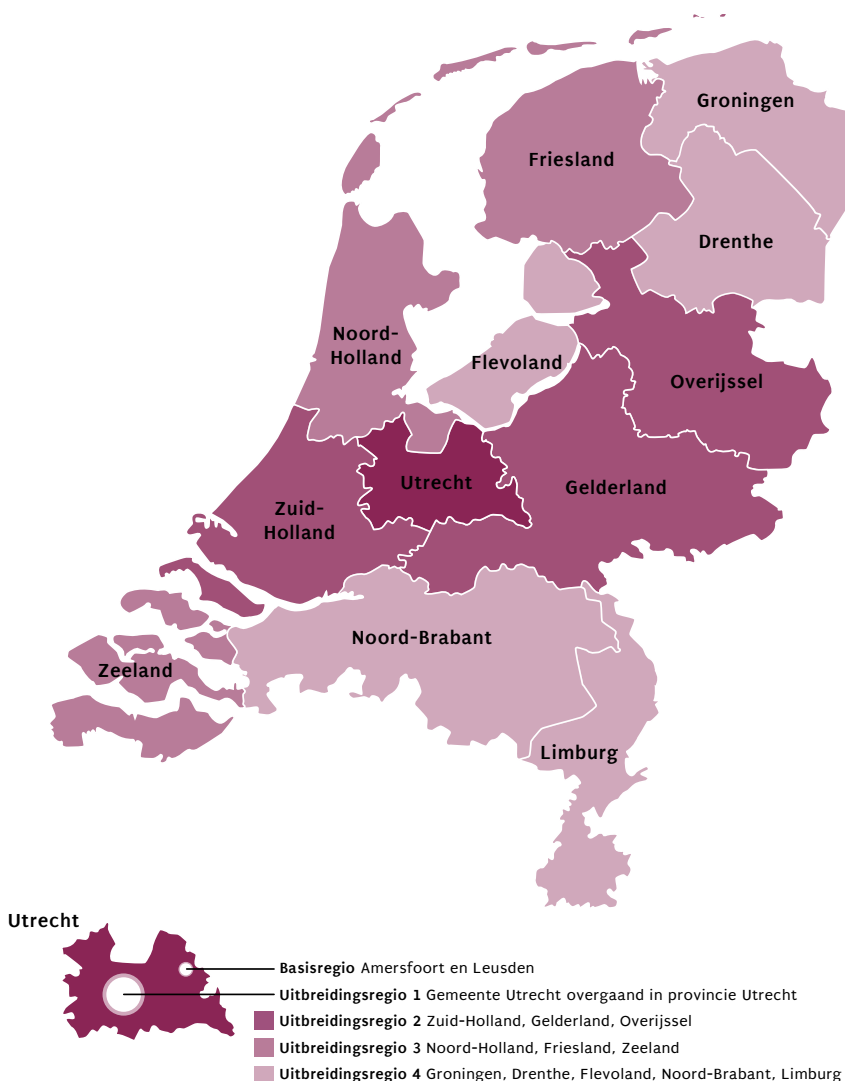 Groningen
Friesland
Drenthe
Noord-
Holland
Flevoland
Overijssel
Utrecht
Gelderland
Zuid-
Holland
Noord-Brabant
Zeeland
Limburg
Utrecht
Basisregio Amersfoort en Leusden
Uitbreidingsregio 1 Gemeente Utrecht overgaand in provincie Utrecht
Uitbreidingsregio 2 Zuid-Holland, Gelderland, Overijssel
Uitbreidingsregio 3 Noord-Holland, Friesland, Zeeland
Uitbreidingsregio 4 Groningen, Drenthe, Flevoland, Noord-Brabant, Limburg